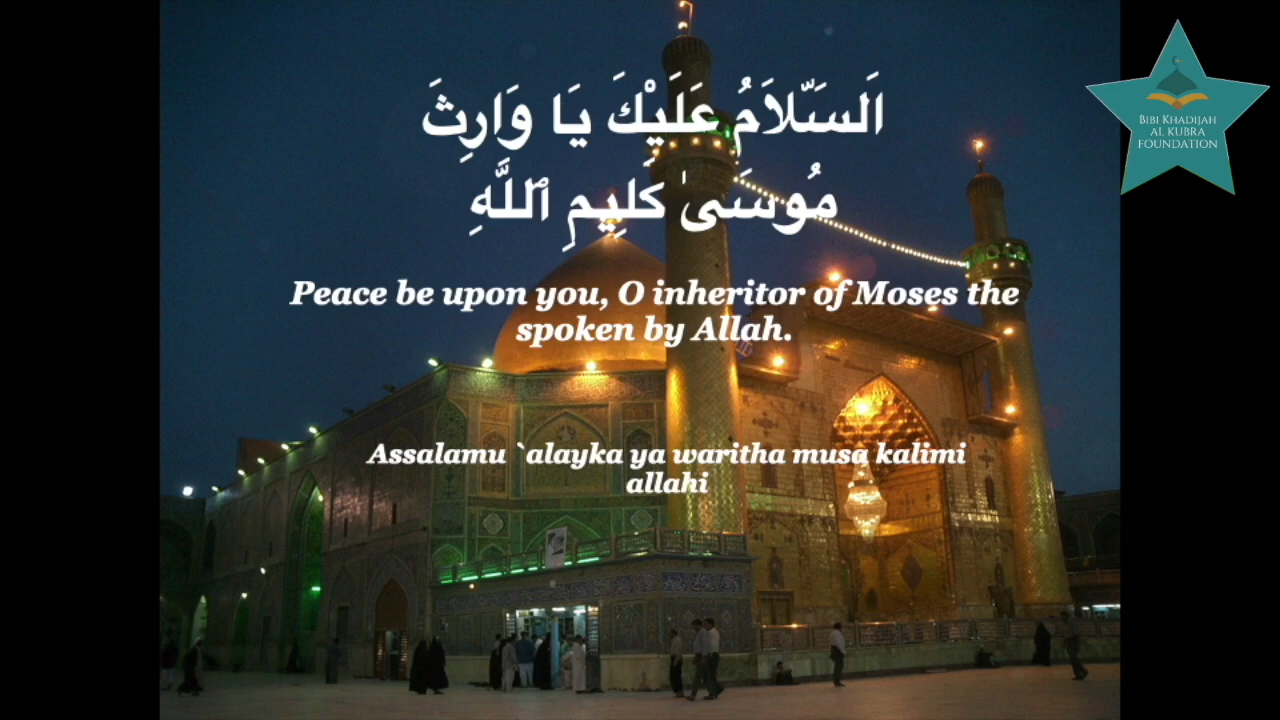 اَلسَّلاَمُ عَلَيْكَ يَا وَارِثَ
مُوسَىٰ كَلِيمِ ٱللَّهِ
Peace be upon you, O inheritor of Moses the
spoken by Allah.
Assalamu `alayka ya waritha musa kalimi
allahi
BIBI KHADIJAH
AL KUBRA
FOUNDATION